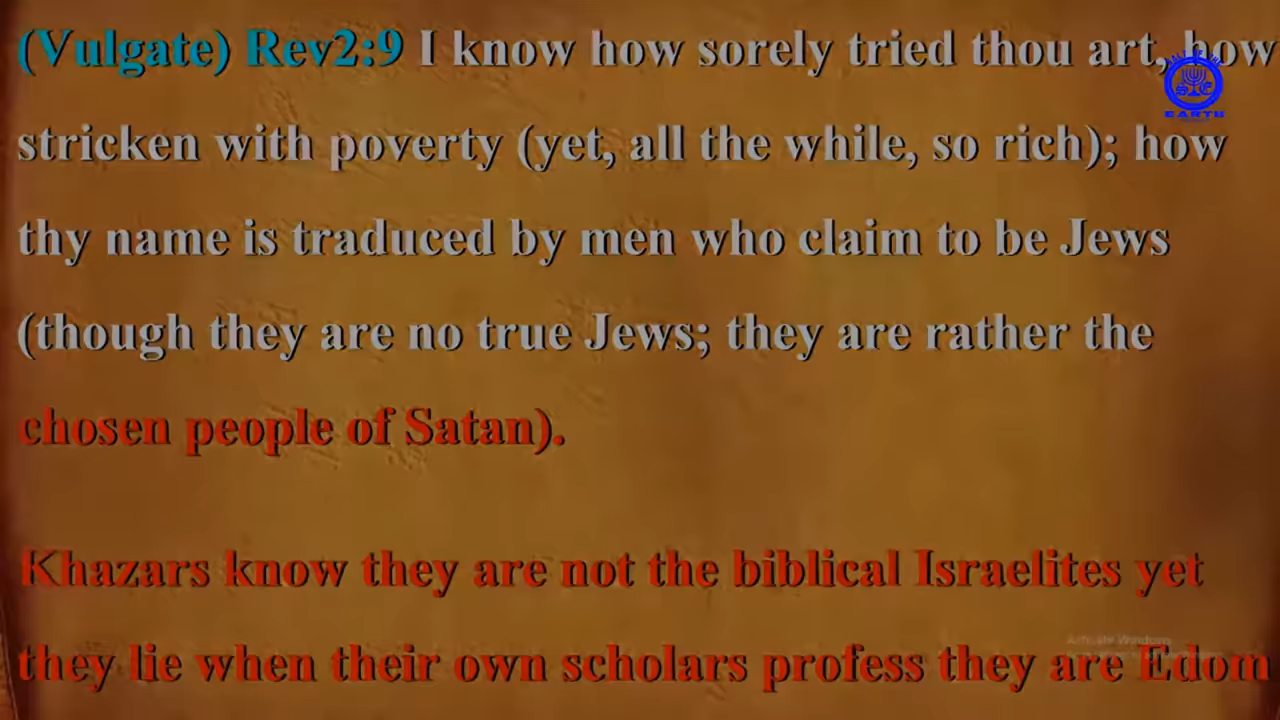 (Vulgate) Rev2:9 I know how sorely tried thou art, how
stricken with poverty (yet, all the while, so rich); how
thy name is traduced by men who claim to be Jews
(though they are no true Jews; they are rather the
chosen people of Satan).
Khazars know they are not the biblical Israelites yet
they lie when their own scholars profess they are Edom
EARTH
Activate Windows